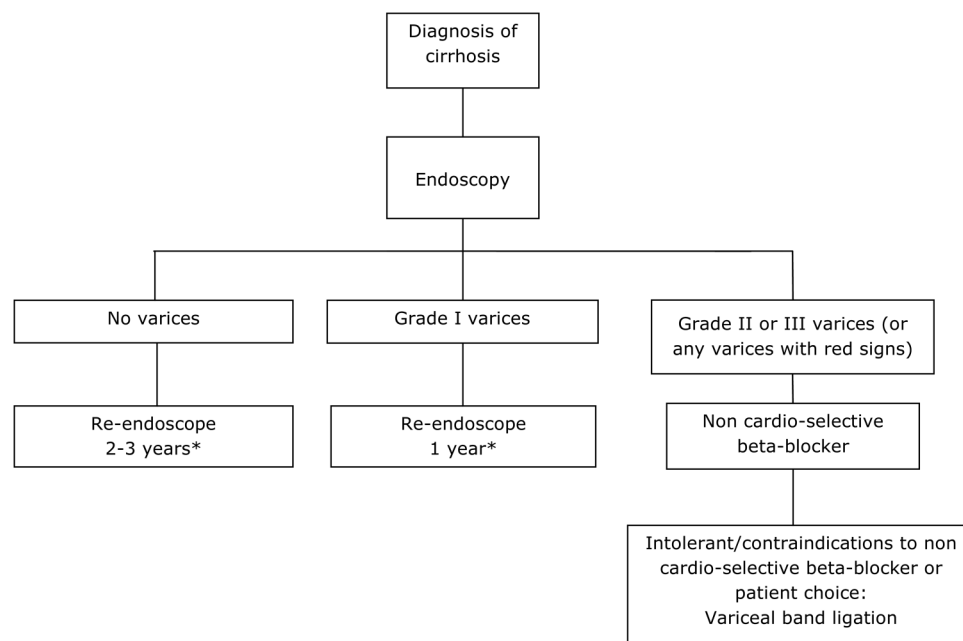 Diagnosis of
cirrhosis
Endoscopy
No varices
Grade I varices
Grade II or III varices (or
any varices with red signs)
Re-endoscope
2-3 years*
Re-endoscope
1 year*
Non cardio-selective
beta-blocker
Intolerant/contraindications to non
cardio-selective beta-blocker or
patient choice:
Variceal band ligation